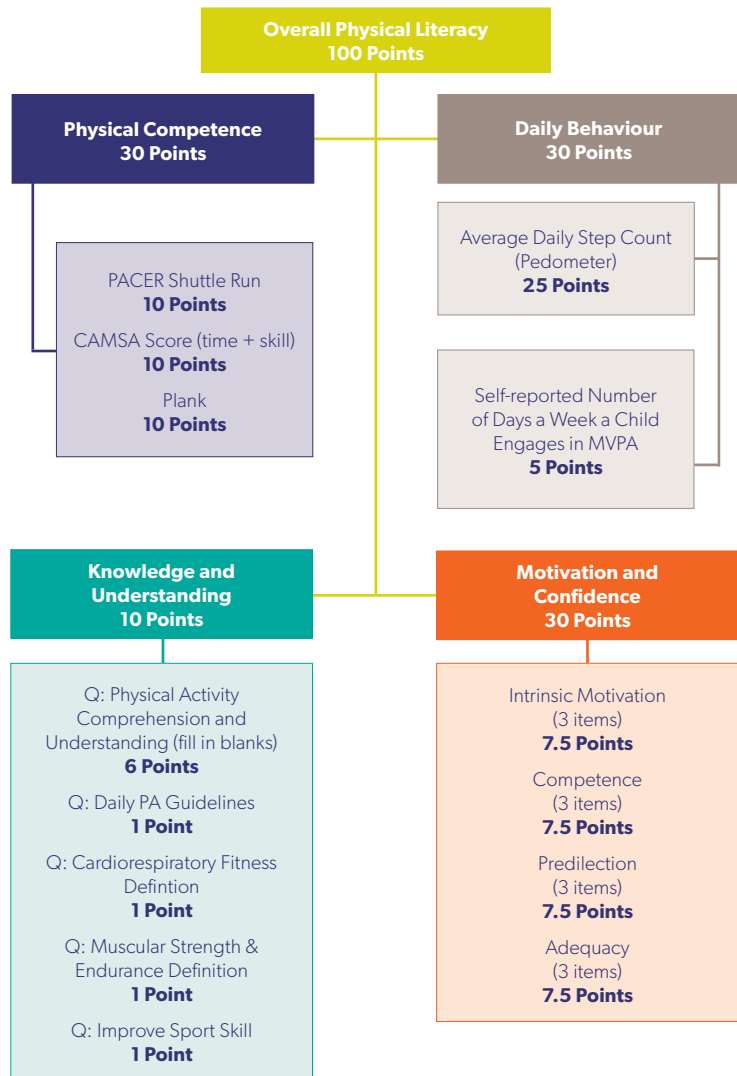 Overall Physical Literacy
100 Points
Physical Competence
30 Points
PACER Shuttle Run
10 Points
CAMSA Score (time + skill)
10 Points
Plank
10 Points
Daily Behaviour
30 Points
Average Daily Step Count
(Pedometer)
25 Points
Self-reported Number
of Days a Week a Child
Engages in MVPA
5 Points
Knowledge and
Understanding
10 Points
Q: Physical Activity
Comprehension and
Understanding (fill in blanks)
6 Points
Q: Daily PA Guidelines
1 Point
Q: Cardiorespiratory Fitness
Defintion
1 Point
Q: Muscular Strength &
Endurance Definition
1 Point
Q: Improve Sport Skill
1 Point
Motivation and
Confidence
30 Points
Intrinsic Motivation
(3 items)
7.5 Points
Competence
(3 items)
7.5 Points
Predilection
(3 items)
7.5 Points
Adequacy
(3 items)
7.5 Points